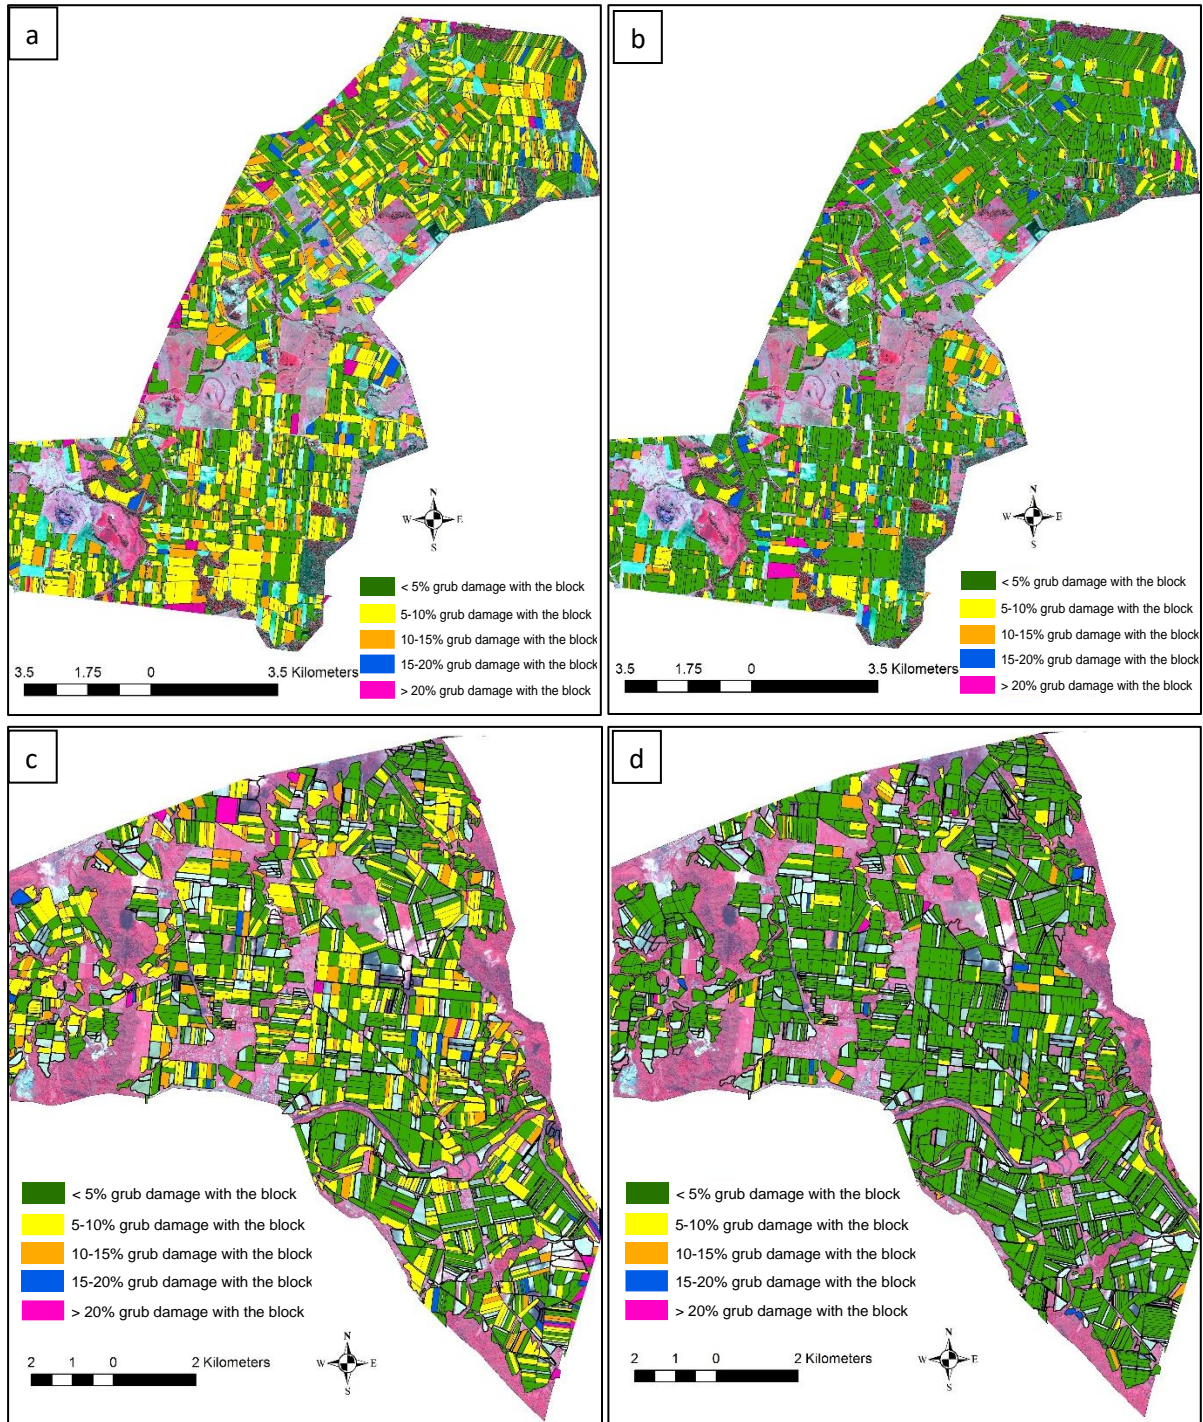 a
N
W E
S
< 5% grub damage with the block
5-10% grub damage with the block
10-15% grub damage with the block
15-20% grub damage with the block
> 20% grub damage with the block
3.5 1.75 0 3.5 Kilometers
b
N
W E
S
< 5% grub damage with the block
5-10% grub damage with the block
10-15% grub damage with the block
15-20% grub damage with the block
> 20% grub damage with the block
3.5 1.75 0 3.5 Kilometers
c
< 5% grub damage with the block
5-10% grub damage with the block
10-15% grub damage with the block
15-20% grub damage with the block
> 20% grub damage with the block
N
W E
S
2 1 0 2 Kilometers
d
< 5% grub damage with the block
5-10% grub damage with the block
10-15% grub damage with the block
15-20% grub damage with the block
> 20% grub damage with the block
N
W E
S
2 1 0 2 Kilometers